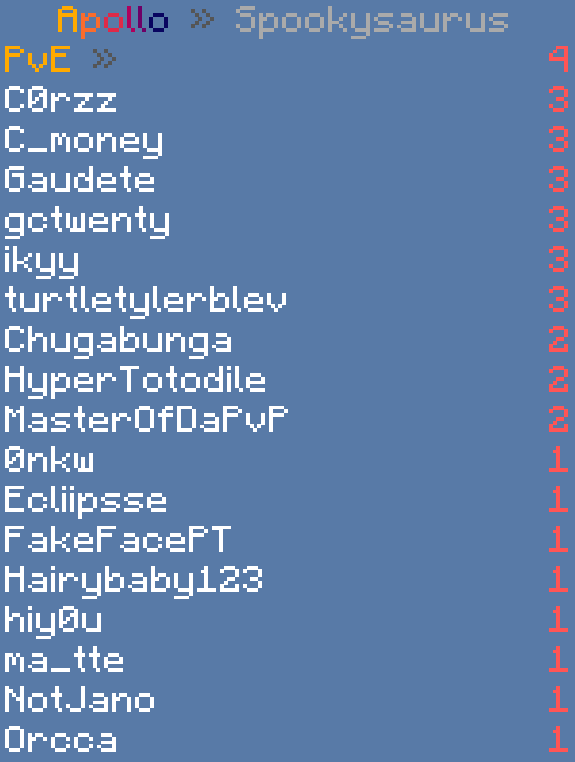 Apollo » Spookysaurus
PvE » 4
C0rzz 3
C_money 3
Gaudete 3
gctwenty 3
ikyy 3
turtletylerblev 3
Chugabunga 2
HyperTotodile 2
MasterOfDaPvP 2
0nkw 1
Ecliipsse 1
FakeFacePT 1
Hairybaby123 1
hiy0u 1
ma_tte 1
NotJano 1
Orcca 1